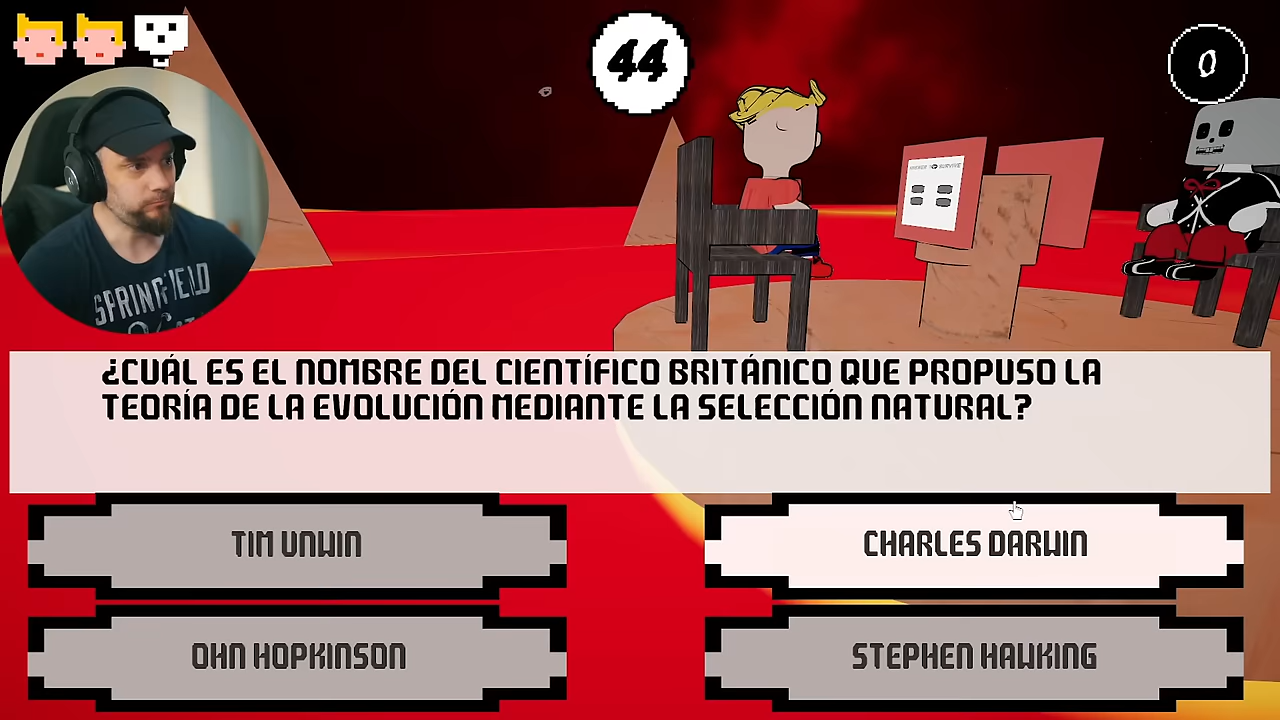 44
0
SPRINGFIELD
¿CUÁL ES EL NOMBRE DEL CIENTÍFICO BRITÁNICO QUE PROPUSO LA
TEORÍA DE LA EVOLUCIÓN MEDIANTE LA SELECCIÓN NATURAL?
TIM UNWIN
CHARLES DARWIN
OHN HOPKINSON
STEPHEN HAWKING